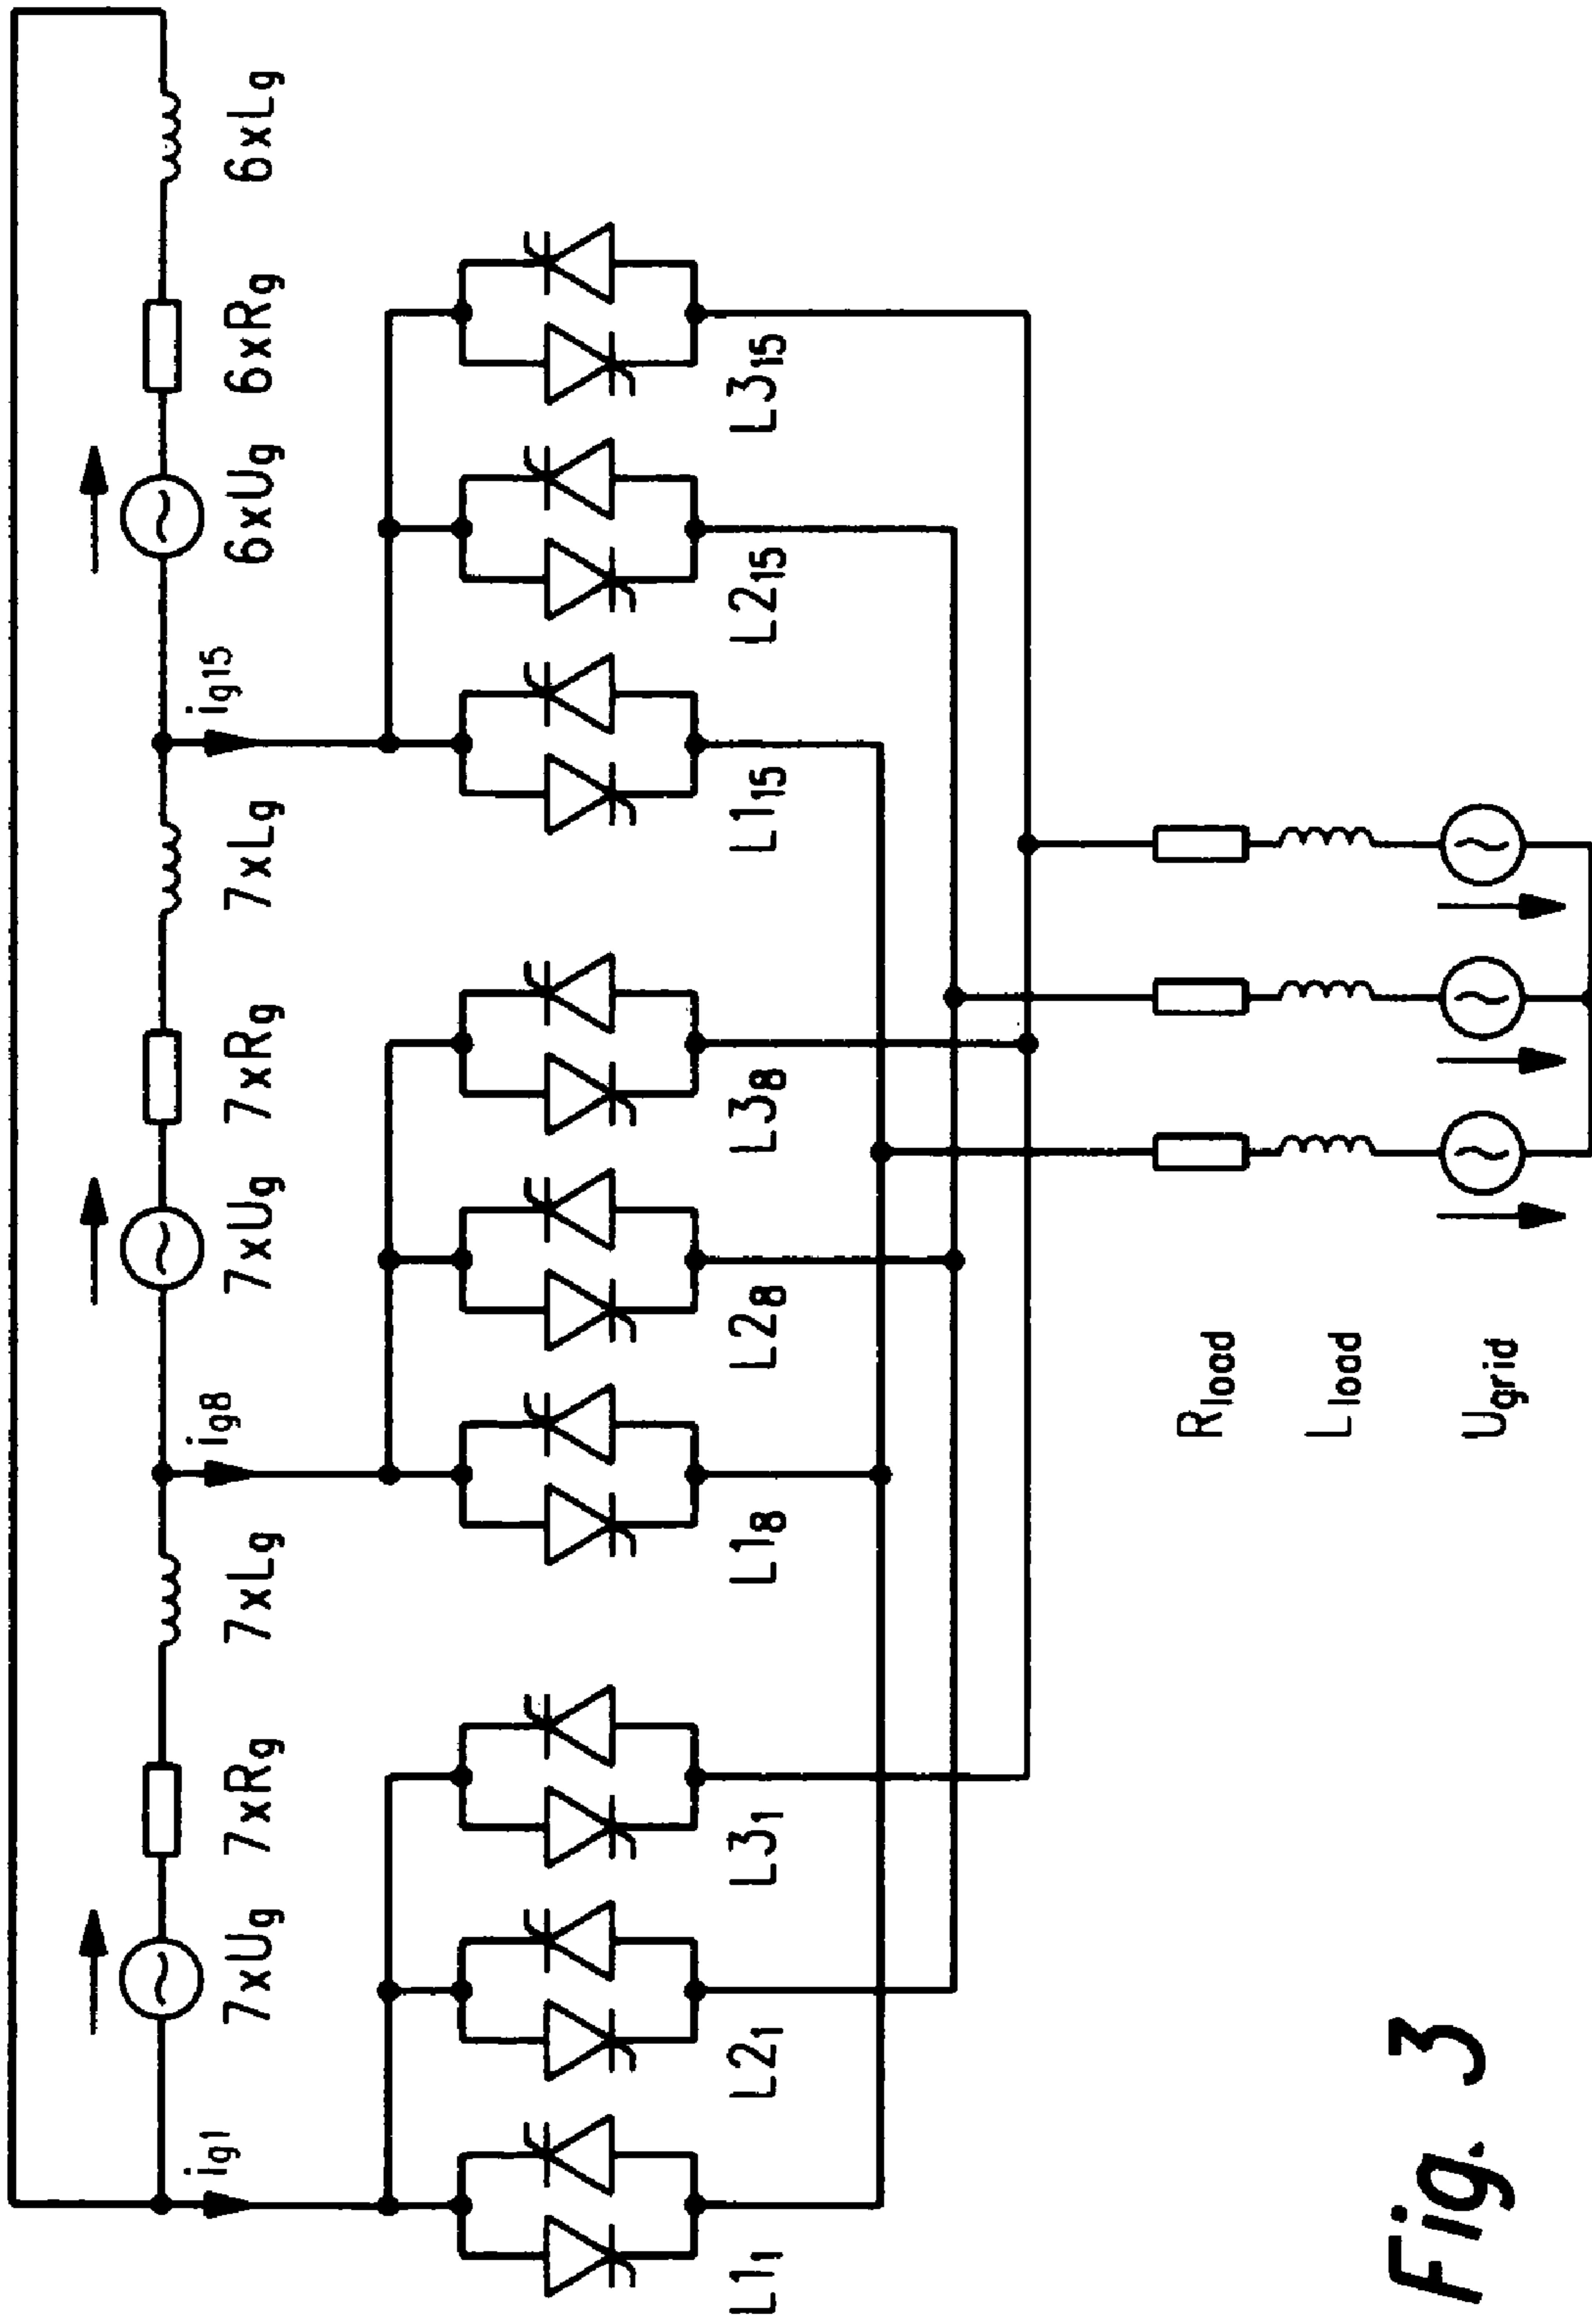 7xUg 7xRg 7xLg 7xUg 7xRg 7xLg 6xUg 6xRg 6xLg
ig1 ig8 ig15
L11 L21 L31 L18 L28 L38 L115 L215 L315
Rload
Lload
Ugrid
Fig. 3